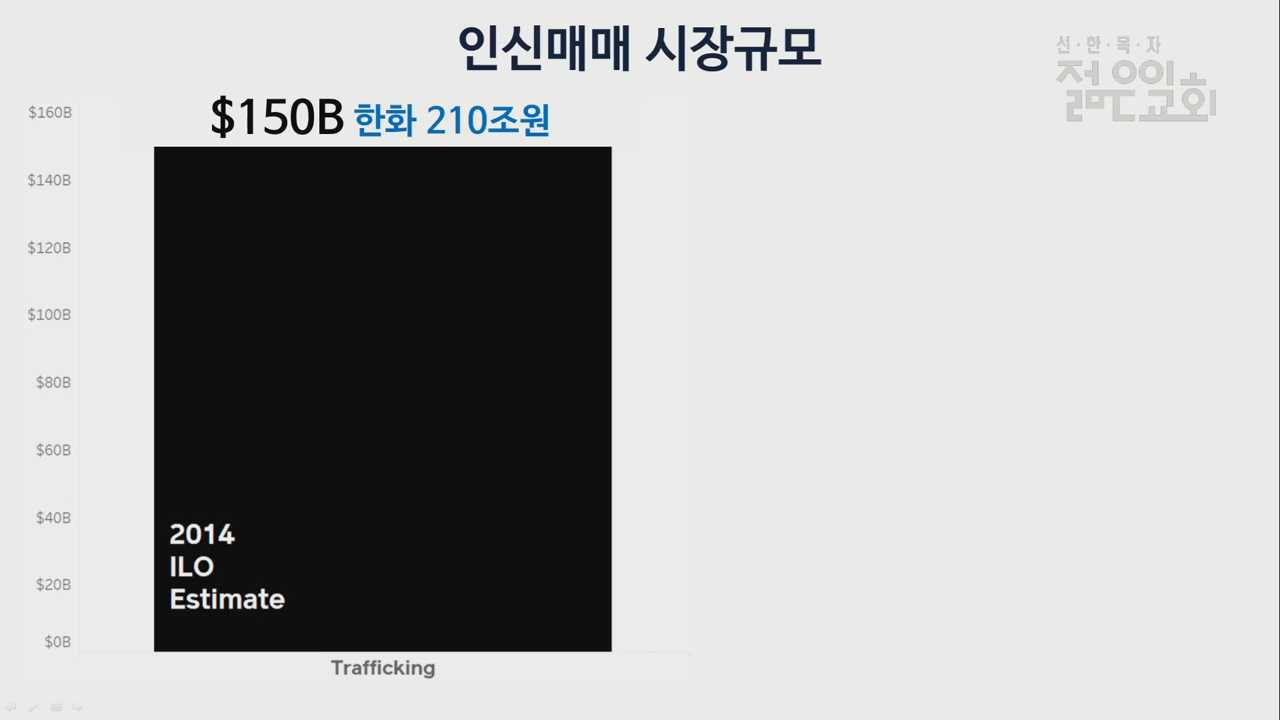 인신매매 시장규모
선·한·목·자
젊은이교회
$150B 한화 210조원
$160B
$140B
$120B
$100B
$80B
$60B
$40B
$20B
$0B
2014
ILO
Estimate
Trafficking